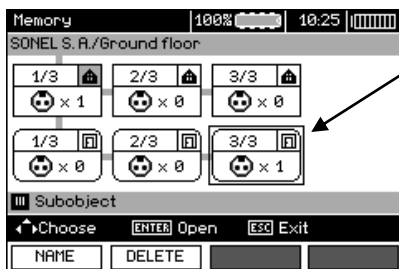 Memory 100% 10:25
SONEL S. A./Ground floor
1/3 2/3 3/3
x 1 x 0 x 0
1/3 2/3 3/3
x 0 x 0 x 1
Subobject
Choose ENTER Open ESC Exit
NAME DELETE